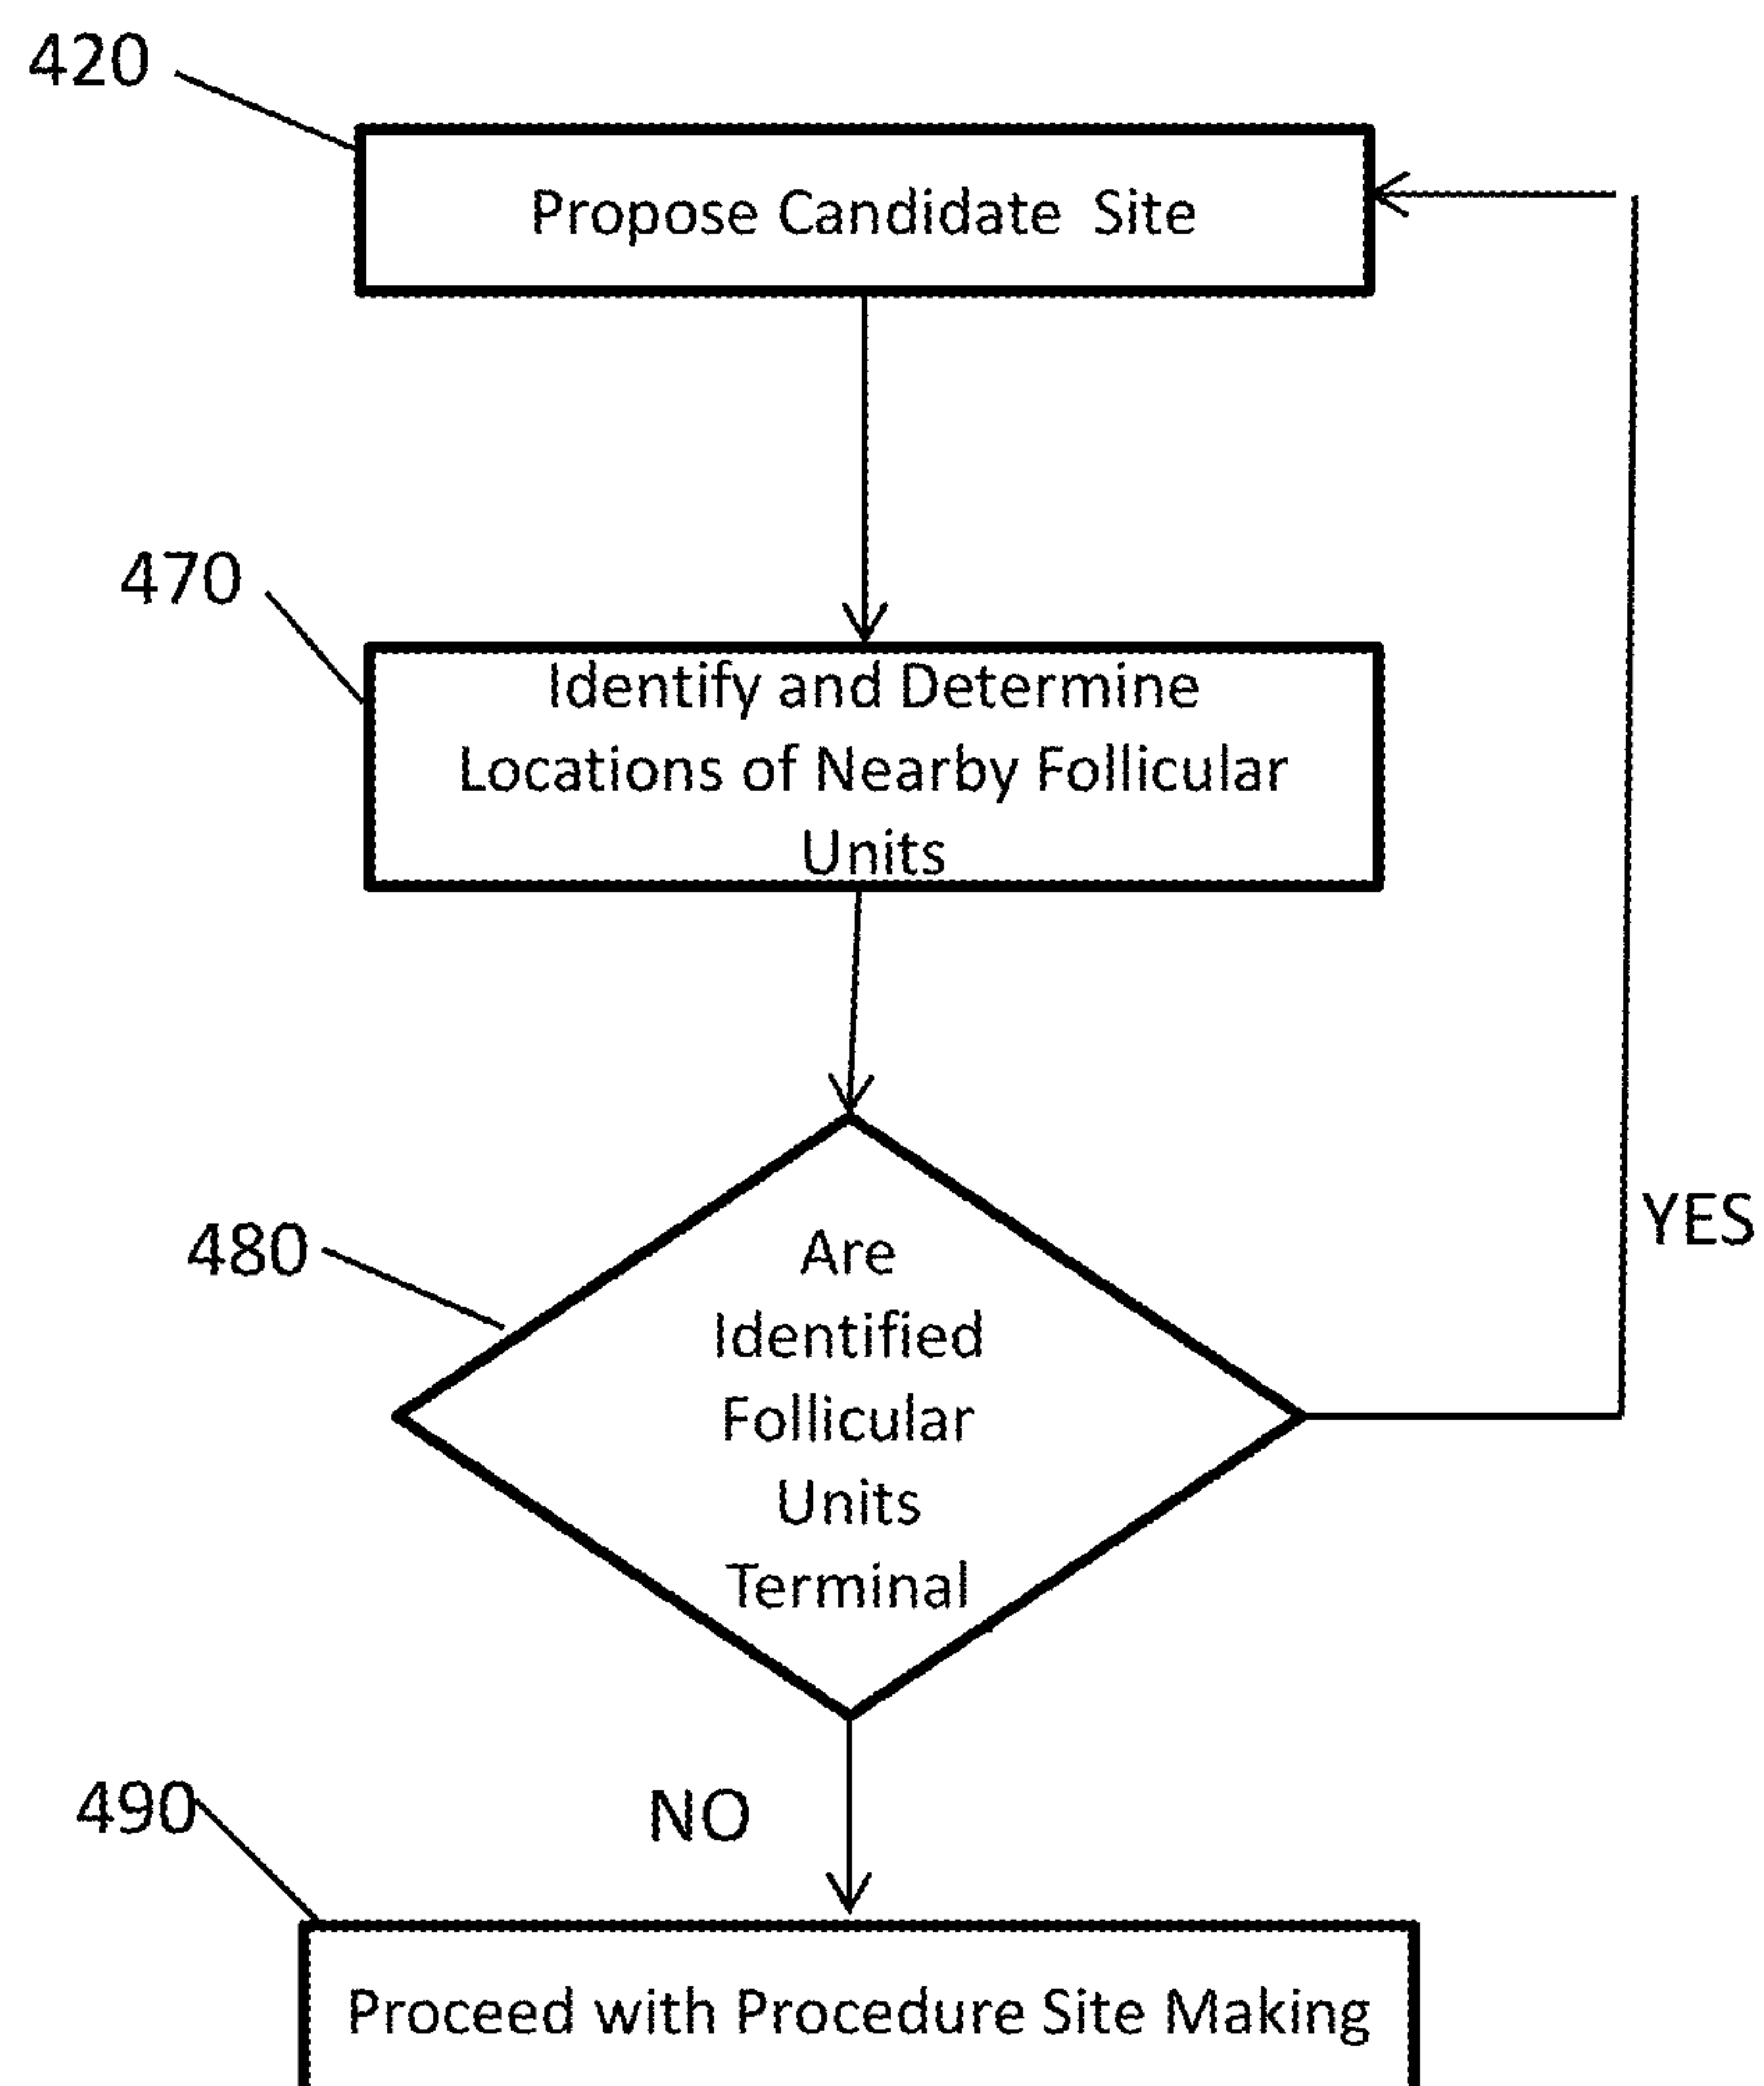 420
Propose Candidate Site
470
Identify and Determine
Locations of Nearby Follicular
Units
480
Are
Identified
Follicular
Units
Terminal
YES
NO
490
Proceed with Procedure Site Making